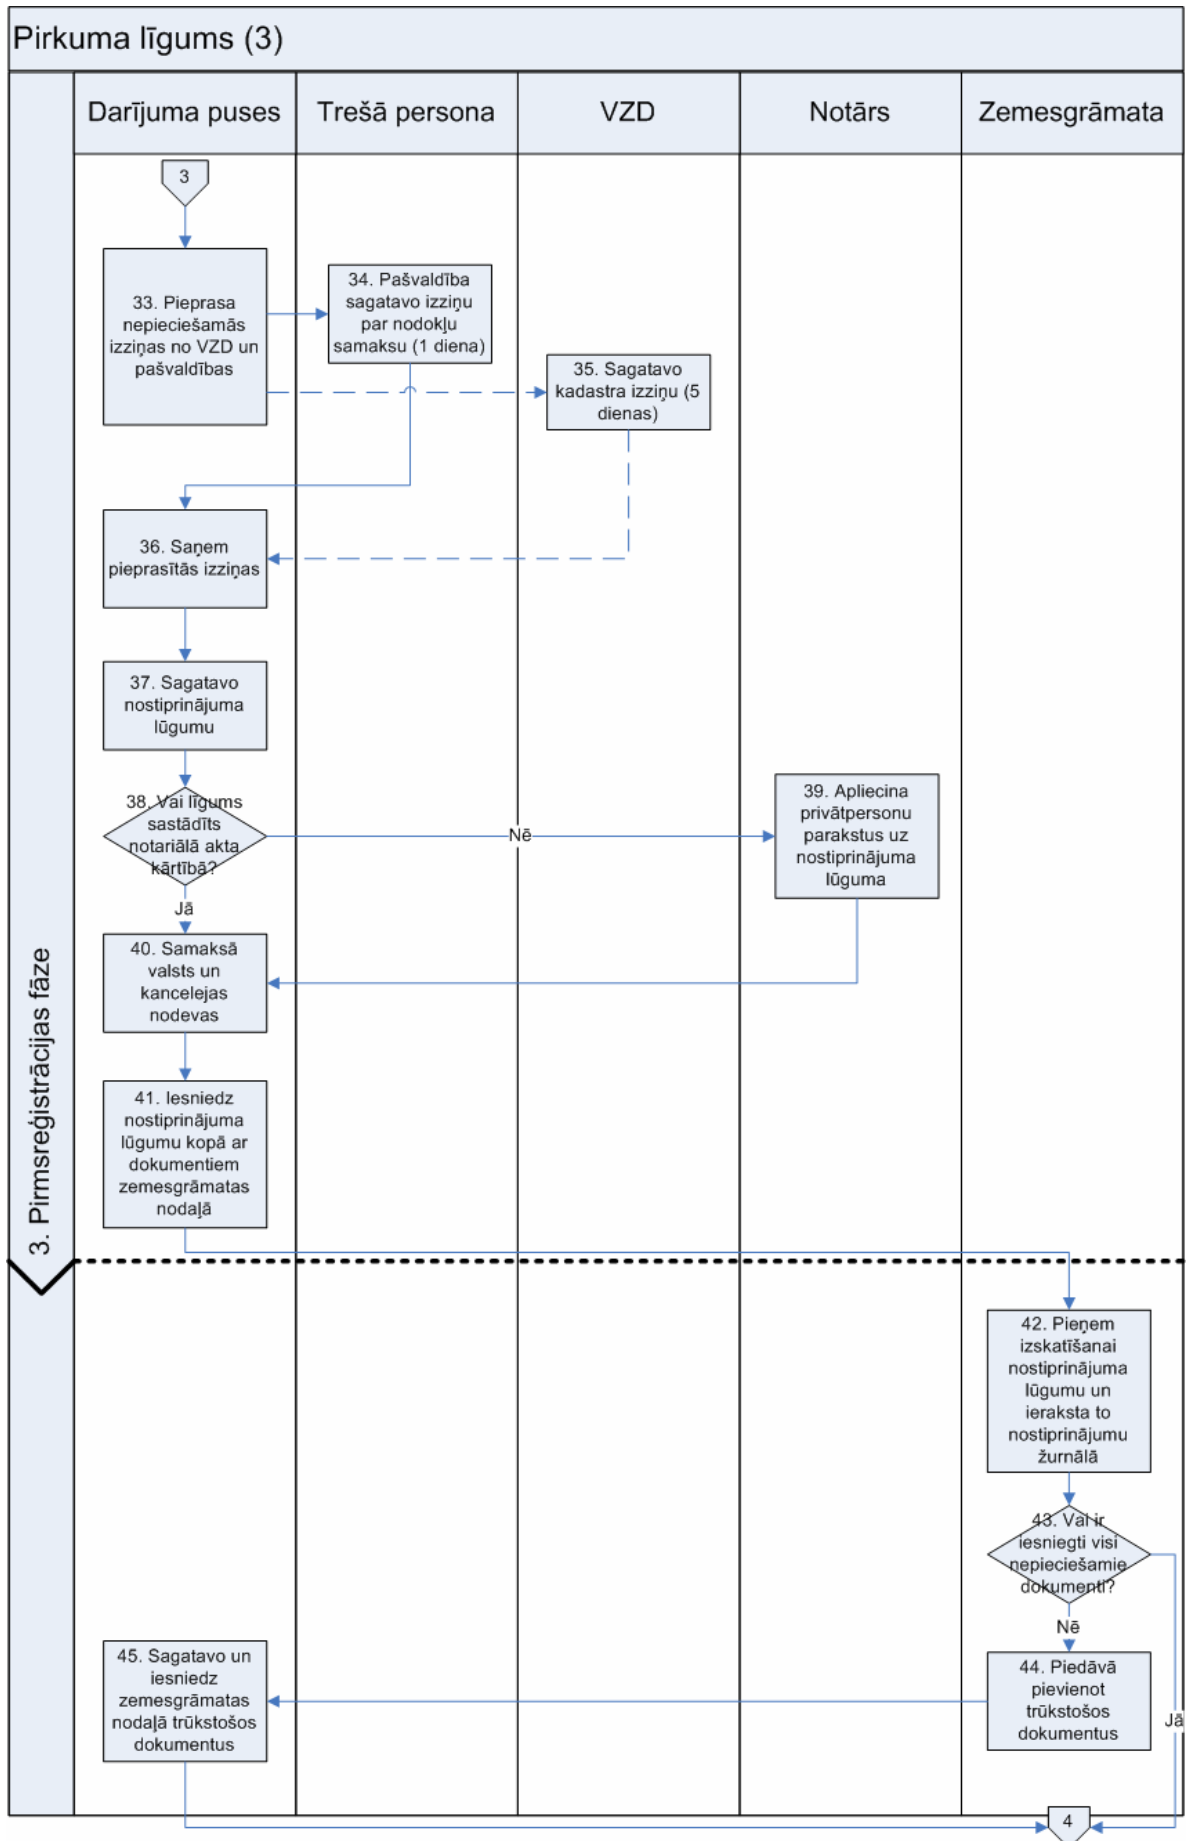 Pirkuma līgums (3)
Darījuma puses
Trešā persona
VZD
Notārs
Zemesgrāmata
3. Pirmsreģistrācijas fāze
3
33. Pieprasa
nepieciešamās
izziņas no VZD un
pašvaldības
34. Pašvaldība
sagatavo izziņu
par nodokļu
samaksu (1 diena)
35. Sagatavo
kadastra izziņu (5
dienas)
36. Saņem
pieprasītās izziņas
37. Sagatavo
nostiprinājuma
lūgumu
38. Vai līgums
sastādīts
notariālā akta
kārtībā?
Nē
Jā
39. Apliecina
privātpersonu
parakstus uz
nostiprinājuma
lūguma
40. Samaksā
valsts un
kancelejas
nodevas
41. Iesniedz
nostiprinājuma
lūgumu kopā ar
dokumentiem
zemesgrāmatas
nodaļā
42. Pieņem
izskatīšanai
nostiprinājuma
lūgumu un
ieraksta to
nostiprinājumu
žurnālā
43. Vai ir
iesniegti visi
nepieciešamie
dokumenti?
Nē
Jā
44. Piedāvā
pievienot
trūkstošos
dokumentus
45. Sagatavo un
iesniedz
zemesgrāmatas
nodaļā trūkstošos
dokumentus
4